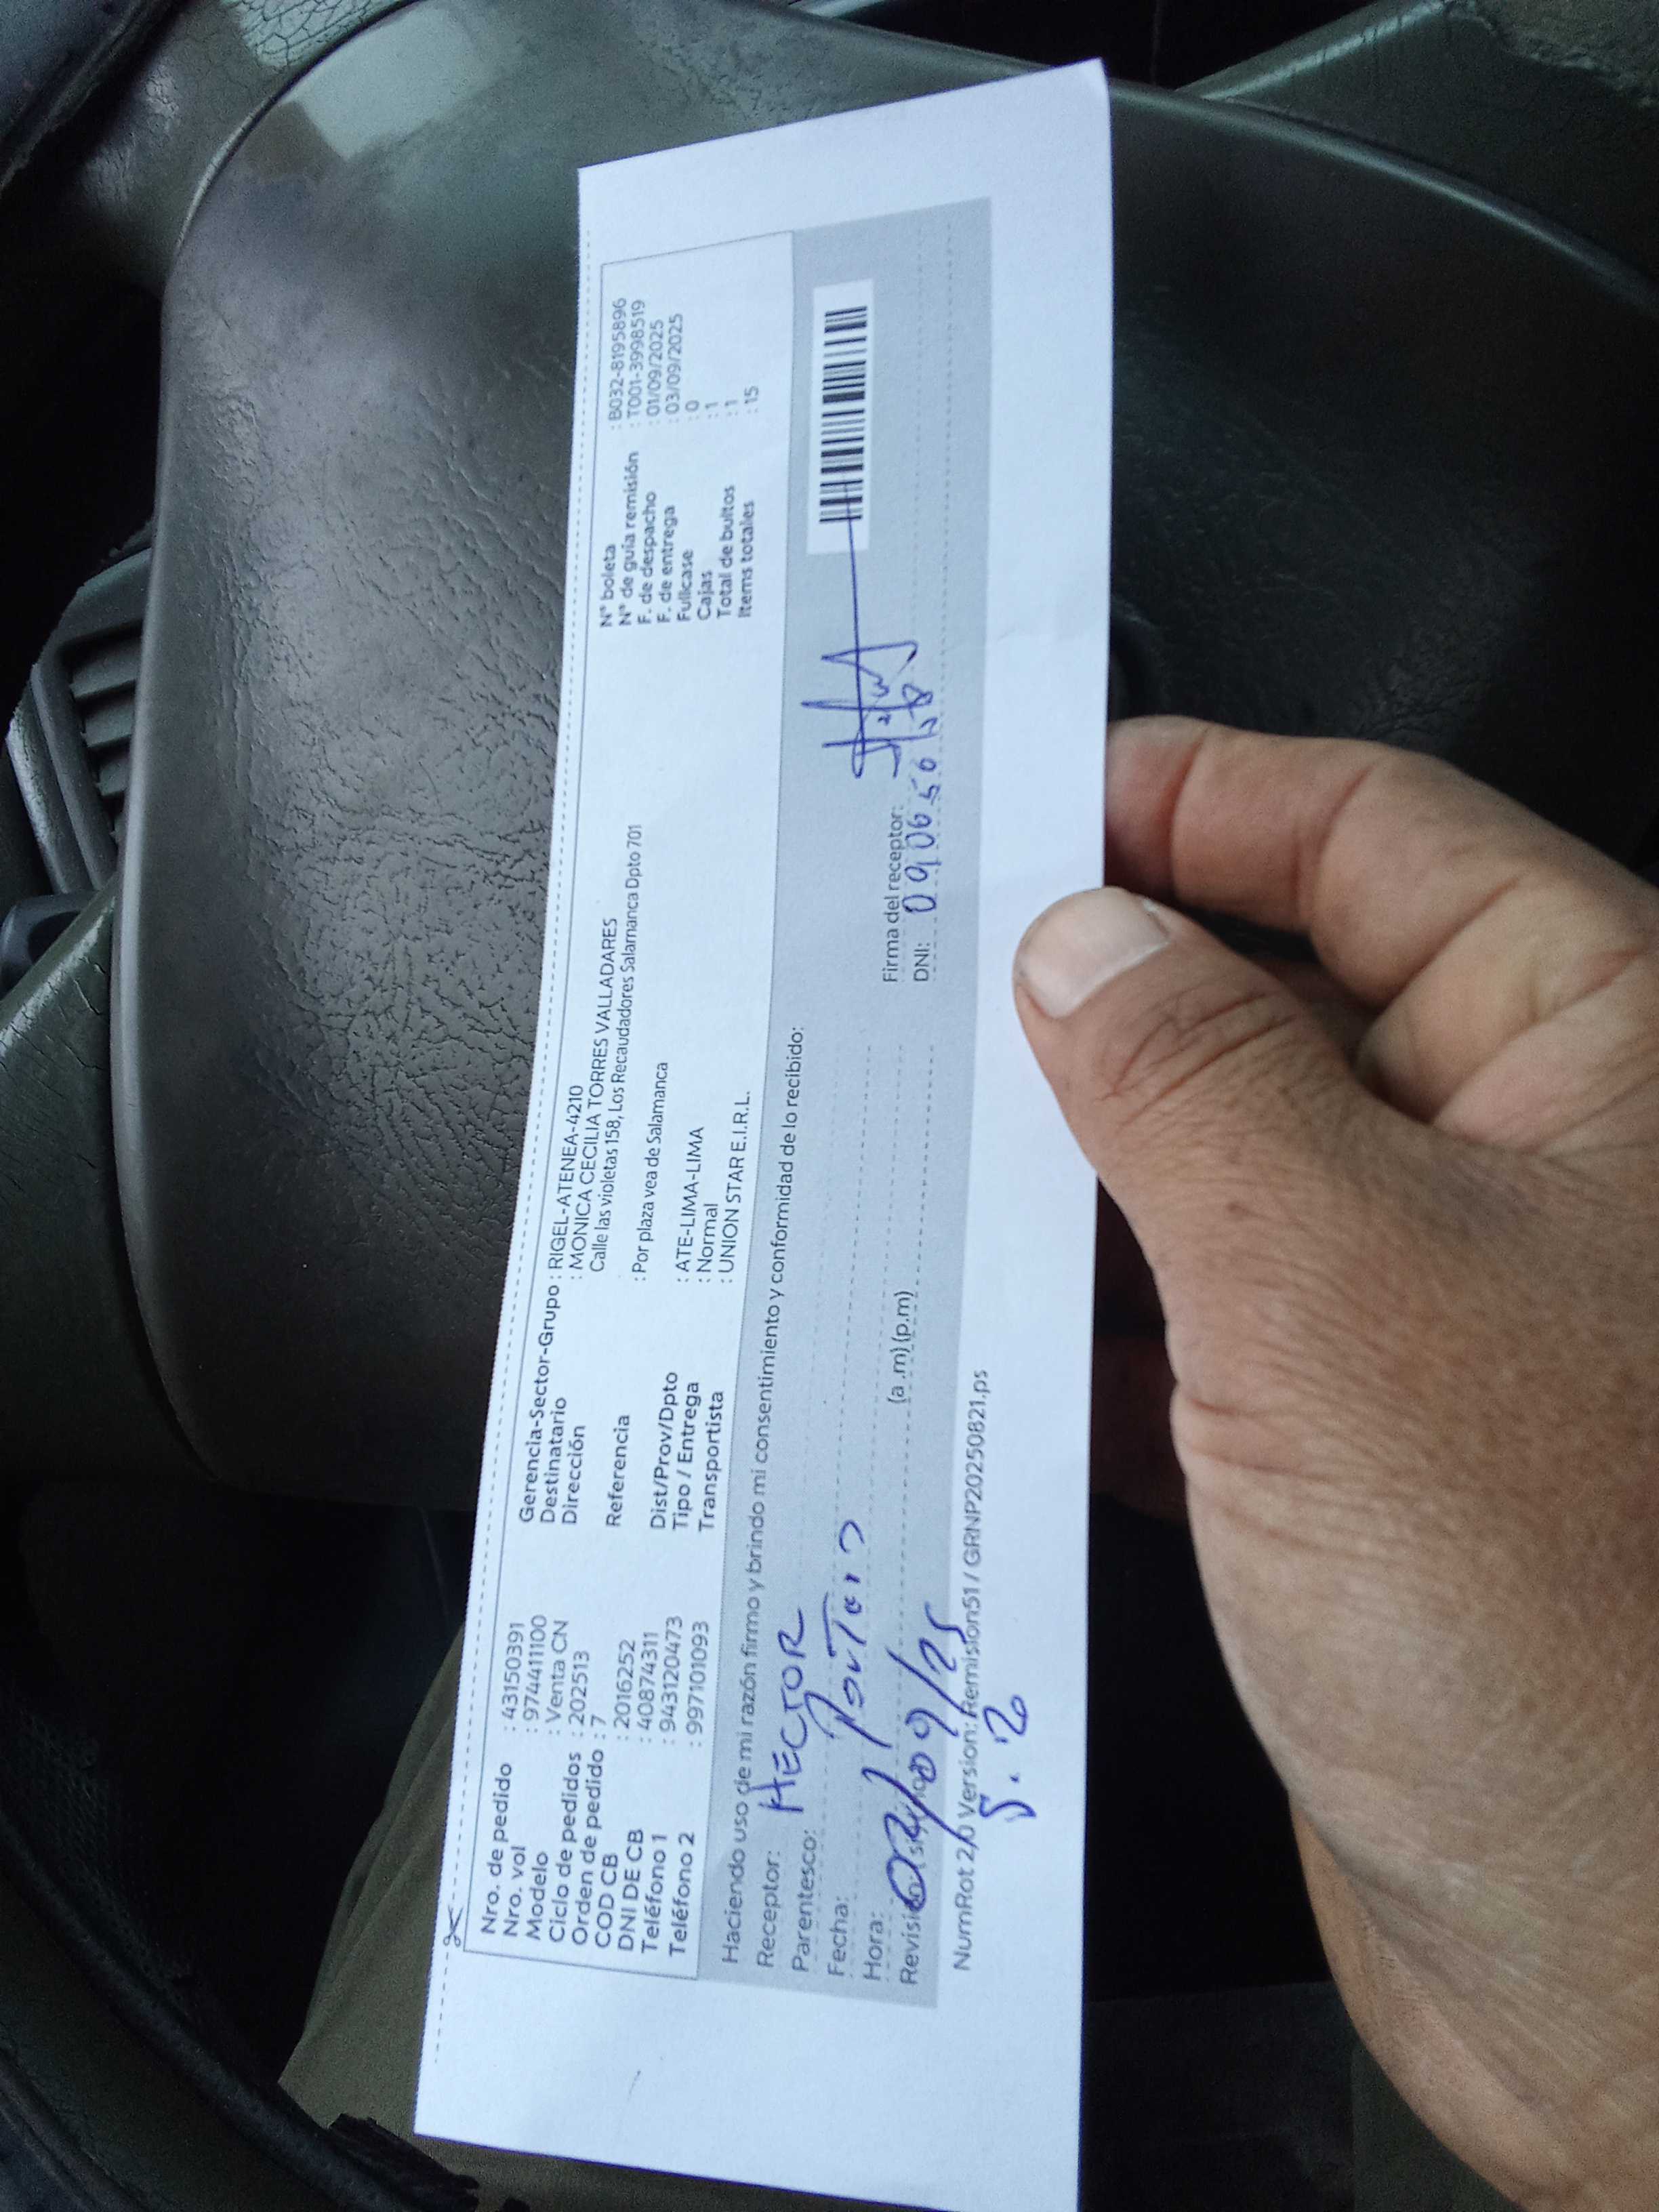 Nro. de pedido : 43150391
Nro. vol : 9744411100
Modelo : Venta CN
Ciclo de pedidos : 202513
Orden de pedido : 7
COD CB : 2016252
DNI DE CB : 40874311
Teléfono 1 : 943120473
Teléfono 2 : 997101093
Gerencia-Sector-Grupo : RIGEL-ATENEA-4210
Destinatario : MONICA CECILIA TORRES VALLADARES
Dirección Calle las violetas 158, Los Recaudadores Salamanca Dpto 701
Referencia : Por plaza vea de Salamanca
Dist/Prov/Dpto : ATE-LIMA-LIMA
Tipo / Entrega : Normal
Transportista : UNION STAR E.I.R.L.
N° boleta : B032-8195896
N° de guía remisión : T001-3998519
F. de despacho : 01/09/2025
F. de entrega : 03/09/2025
Fullcase : 0
Cajas : 1
Total de bultos : 1
Items totales : 15
Haciendo uso de mi razón firmo y brindo mi consentimiento y conformidad de lo recibido:
Receptor: HÉCTOR
Parentesco:
Fecha:
Hora: (a .m) (p.m)
Firma del receptor:
DNI:
NumRot 2,0 Version: Remision51 / GRNP20250821.ps